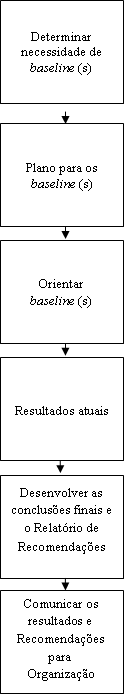 Determinar
necessidade de
baseline (s)
Plano para os
baseline (s)
Orientar
baseline (s)
Resultados atuais
Desenvolver as
conclusões finais e
o Relatório de
Recomendações
Comunicar os
resultados e
Recomendações
para
Organização